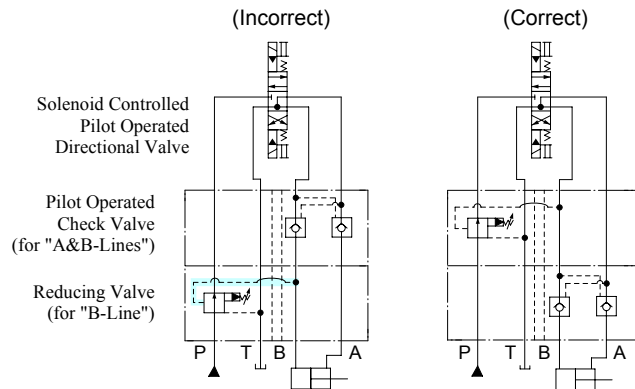 (Incorrect)
(Correct)
Solenoid Controlled
Pilot Operated
Directional Valve
Pilot Operated
Check Valve
(for "A&B-Lines")
Reducing Valve
(for "B-Line")
P T B A
P T B A